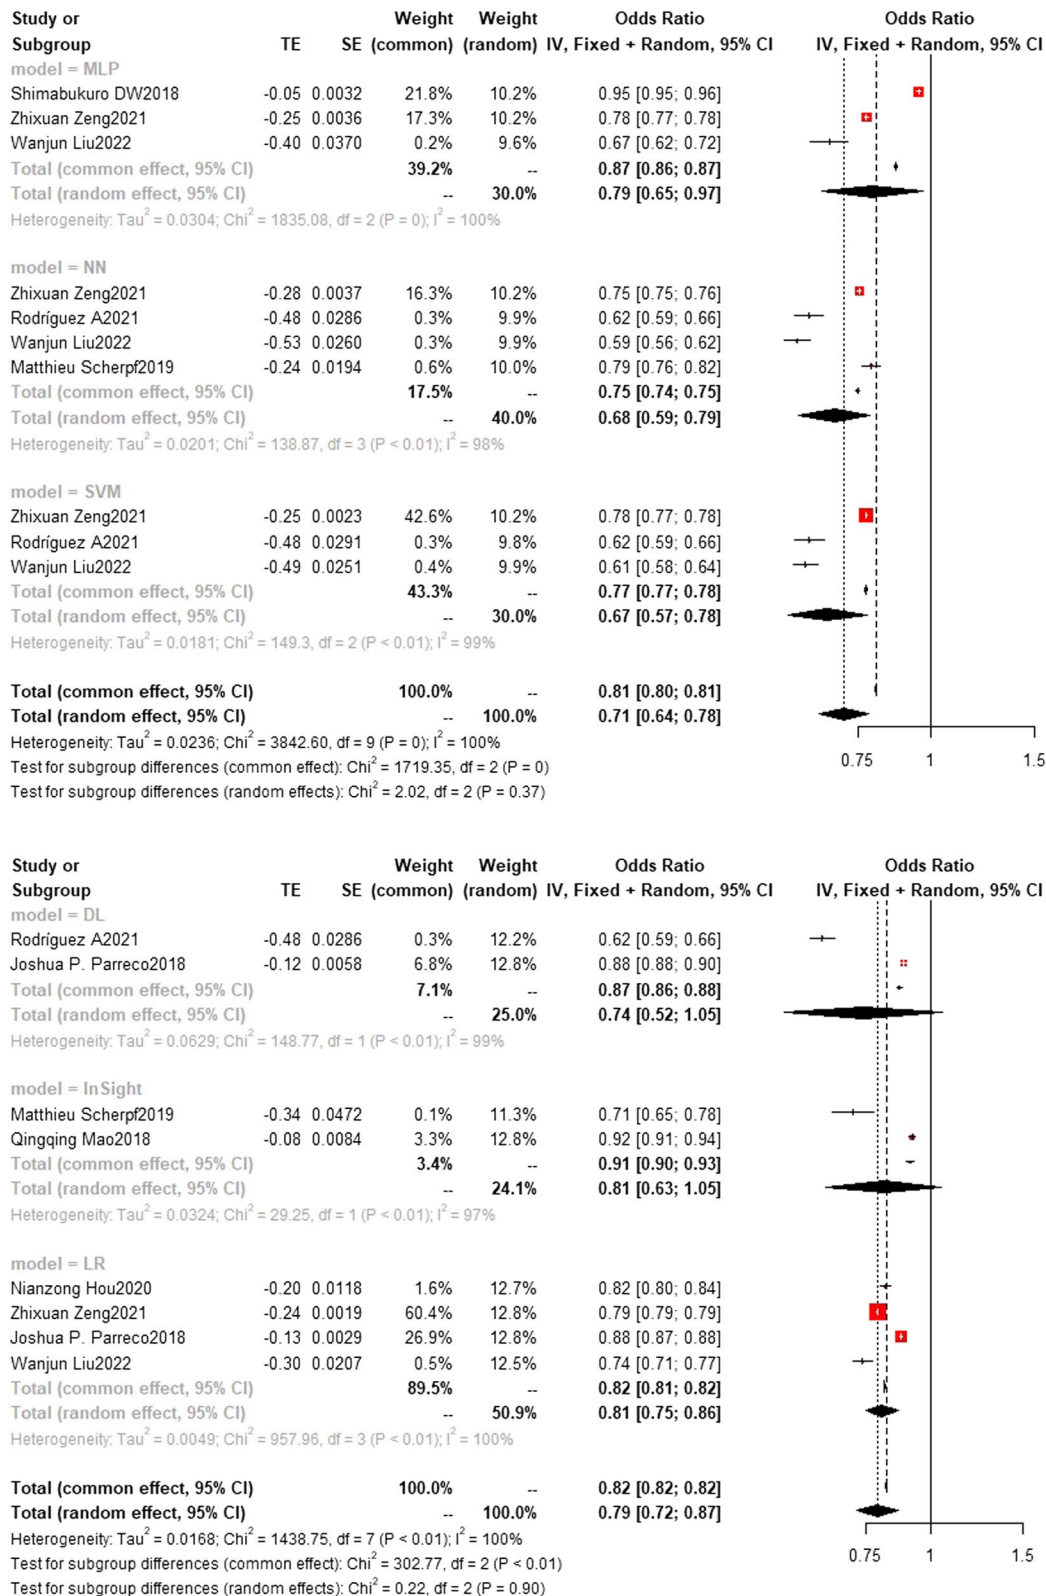 Study or Weight Weight Odds Ratio Odds Ratio
Subgroup TE SE (common) (random) IV, Fixed + Random, 95% CI IV, Fixed + Random, 95% CI
model = MLP
Shimabukuro DW2018 -0.05 0.0032 21.8% 10.2% 0.95 [0.95; 0.96]
Zhixuan Zeng2021 -0.25 0.0036 17.3% 10.2% 0.78 [0.77; 0.78]
Wanjun Liu2022 -0.40 0.0370 0.2% 9.6% 0.67 [0.62; 0.72]
Total (common effect, 95% CI) 39.2% -- 0.87 [0.86; 0.87]
Total (random effect, 95% CI) -- 30.0% 0.79 [0.65; 0.97]
Heterogeneity: Tau² = 0.0304; Chi² = 1835.08, df = 2 (P = 0); I² = 100%
model = NN
Zhixuan Zeng2021 -0.28 0.0037 16.3% 10.2% 0.75 [0.75; 0.76]
Rodríguez A2021 -0.48 0.0286 0.3% 9.9% 0.62 [0.59; 0.66]
Wanjun Liu2022 -0.53 0.0260 0.3% 9.9% 0.59 [0.56; 0.62]
Matthieu Scherpf2019 -0.24 0.0194 0.6% 10.0% 0.79 [0.76; 0.82]
Total (common effect, 95% CI) 17.5% -- 0.75 [0.74; 0.75]
Total (random effect, 95% CI) -- 40.0% 0.68 [0.59; 0.79]
Heterogeneity: Tau² = 0.0201; Chi² = 138.87, df = 3 (P < 0.01); I² = 98%
model = SVM
Zhixuan Zeng2021 -0.25 0.0023 42.6% 10.2% 0.78 [0.77; 0.78]
Rodríguez A2021 -0.48 0.0291 0.3% 9.8% 0.62 [0.59; 0.66]
Wanjun Liu2022 -0.49 0.0251 0.4% 9.9% 0.61 [0.58; 0.64]
Total (common effect, 95% CI) 43.3% -- 0.77 [0.77; 0.78]
Total (random effect, 95% CI) -- 30.0% 0.67 [0.57; 0.78]
Heterogeneity: Tau² = 0.0181; Chi² = 149.3, df = 2 (P < 0.01); I² = 99%
Total (common effect, 95% CI) 100.0% -- 0.81 [0.80; 0.81]
Total (random effect, 95% CI) -- 100.0% 0.71 [0.64; 0.78]
Heterogeneity: Tau² = 0.0236; Chi² = 3842.60, df = 9 (P = 0); I² = 100%
Test for subgroup differences (common effect): Chi² = 1719.35, df = 2 (P = 0)
0.75 1 1.5
Test for subgroup differences (random effects): Chi² = 2.02, df = 2 (P = 0.37)
Study or Weight Weight Odds Ratio Odds Ratio
Subgroup TE SE (common) (random) IV, Fixed + Random, 95% CI IV, Fixed + Random, 95% CI
model = DL
Rodríguez A2021 -0.48 0.0286 0.3% 12.2% 0.62 [0.59; 0.66]
Joshua P. Parreco2018 -0.12 0.0058 6.8% 12.8% 0.88 [0.88; 0.90]
Total (common effect, 95% CI) 7.1% -- 0.87 [0.86; 0.88]
Total (random effect, 95% CI) -- 25.0% 0.74 [0.52; 1.05]
Heterogeneity: Tau² = 0.0629; Chi² = 148.77, df = 1 (P < 0.01); I² = 99%
model = InSight
Matthieu Scherpf2019 -0.34 0.0472 0.1% 11.3% 0.71 [0.65; 0.78]
Qingqing Mao2018 -0.08 0.0084 3.3% 12.8% 0.92 [0.91; 0.94]
Total (common effect, 95% CI) 3.4% -- 0.91 [0.90; 0.93]
Total (random effect, 95% CI) -- 24.1% 0.81 [0.63; 1.05]
Heterogeneity: Tau² = 0.0324; Chi² = 29.25, df = 1 (P < 0.01); I² = 97%
model = LR
Nianzong Hou2020 -0.20 0.0118 1.6% 12.7% 0.82 [0.80; 0.84]
Zhixuan Zeng2021 -0.24 0.0019 60.4% 12.8% 0.79 [0.79; 0.79]
Joshua P. Parreco2018 -0.13 0.0029 26.9% 12.8% 0.88 [0.87; 0.88]
Wanjun Liu2022 -0.30 0.0207 0.5% 12.5% 0.74 [0.71; 0.77]
Total (common effect, 95% CI) 89.5% -- 0.82 [0.81; 0.82]
Total (random effect, 95% CI) -- 50.9% 0.81 [0.75; 0.86]
Heterogeneity: Tau² = 0.0049; Chi² = 957.96, df = 3 (P < 0.01); I² = 100%
Total (common effect, 95% CI) 100.0% -- 0.82 [0.82; 0.82]
Total (random effect, 95% CI) -- 100.0% 0.79 [0.72; 0.87]
Heterogeneity: Tau² = 0.0168; Chi² = 1438.75, df = 7 (P < 0.01); I² = 100%
Test for subgroup differences (common effect): Chi² = 302.77, df = 2 (P < 0.01)
0.75 1 1.5
Test for subgroup differences (random effects): Chi² = 0.22, df = 2 (P = 0.90)